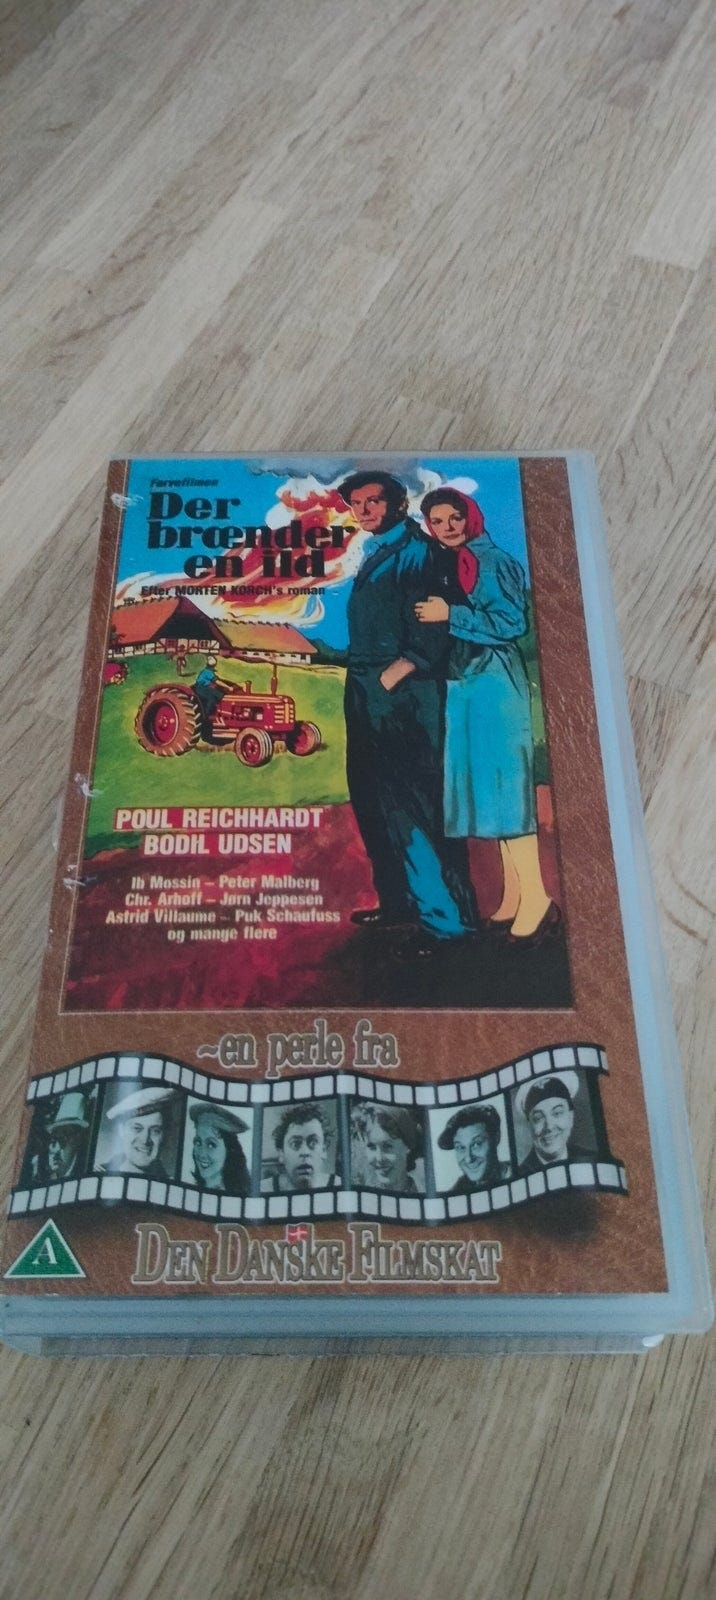 Farvefilmen
Der
brænder
en ild
Efter MORTEN KORCH's roman
POUL REICHHARDT
BODIL UDSEN
Ib Mossin – Peter Malberg
Chr. Arhoff – Jørn Jeppesen
Astrid Villaume – Puk Schaufuss
og mange flere
~en perle fra
DEN DANSKE FILMSKAT
A